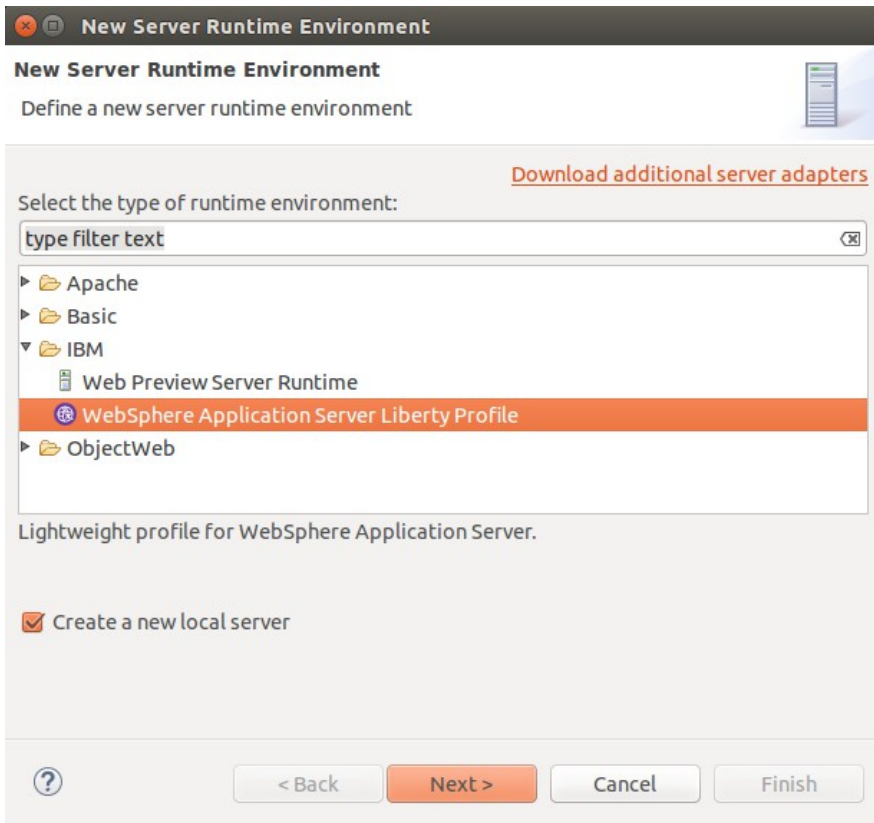 New Server Runtime Environment
New Server Runtime Environment
Define a new server runtime environment
Download additional server adapters
Select the type of runtime environment:
type filter text
Apache
Basic
IBM
Web Preview Server Runtime
WebSphere Application Server Liberty Profile
ObjectWeb
Lightweight profile for WebSphere Application Server.
Create a new local server
? < Back Next > Cancel Finish